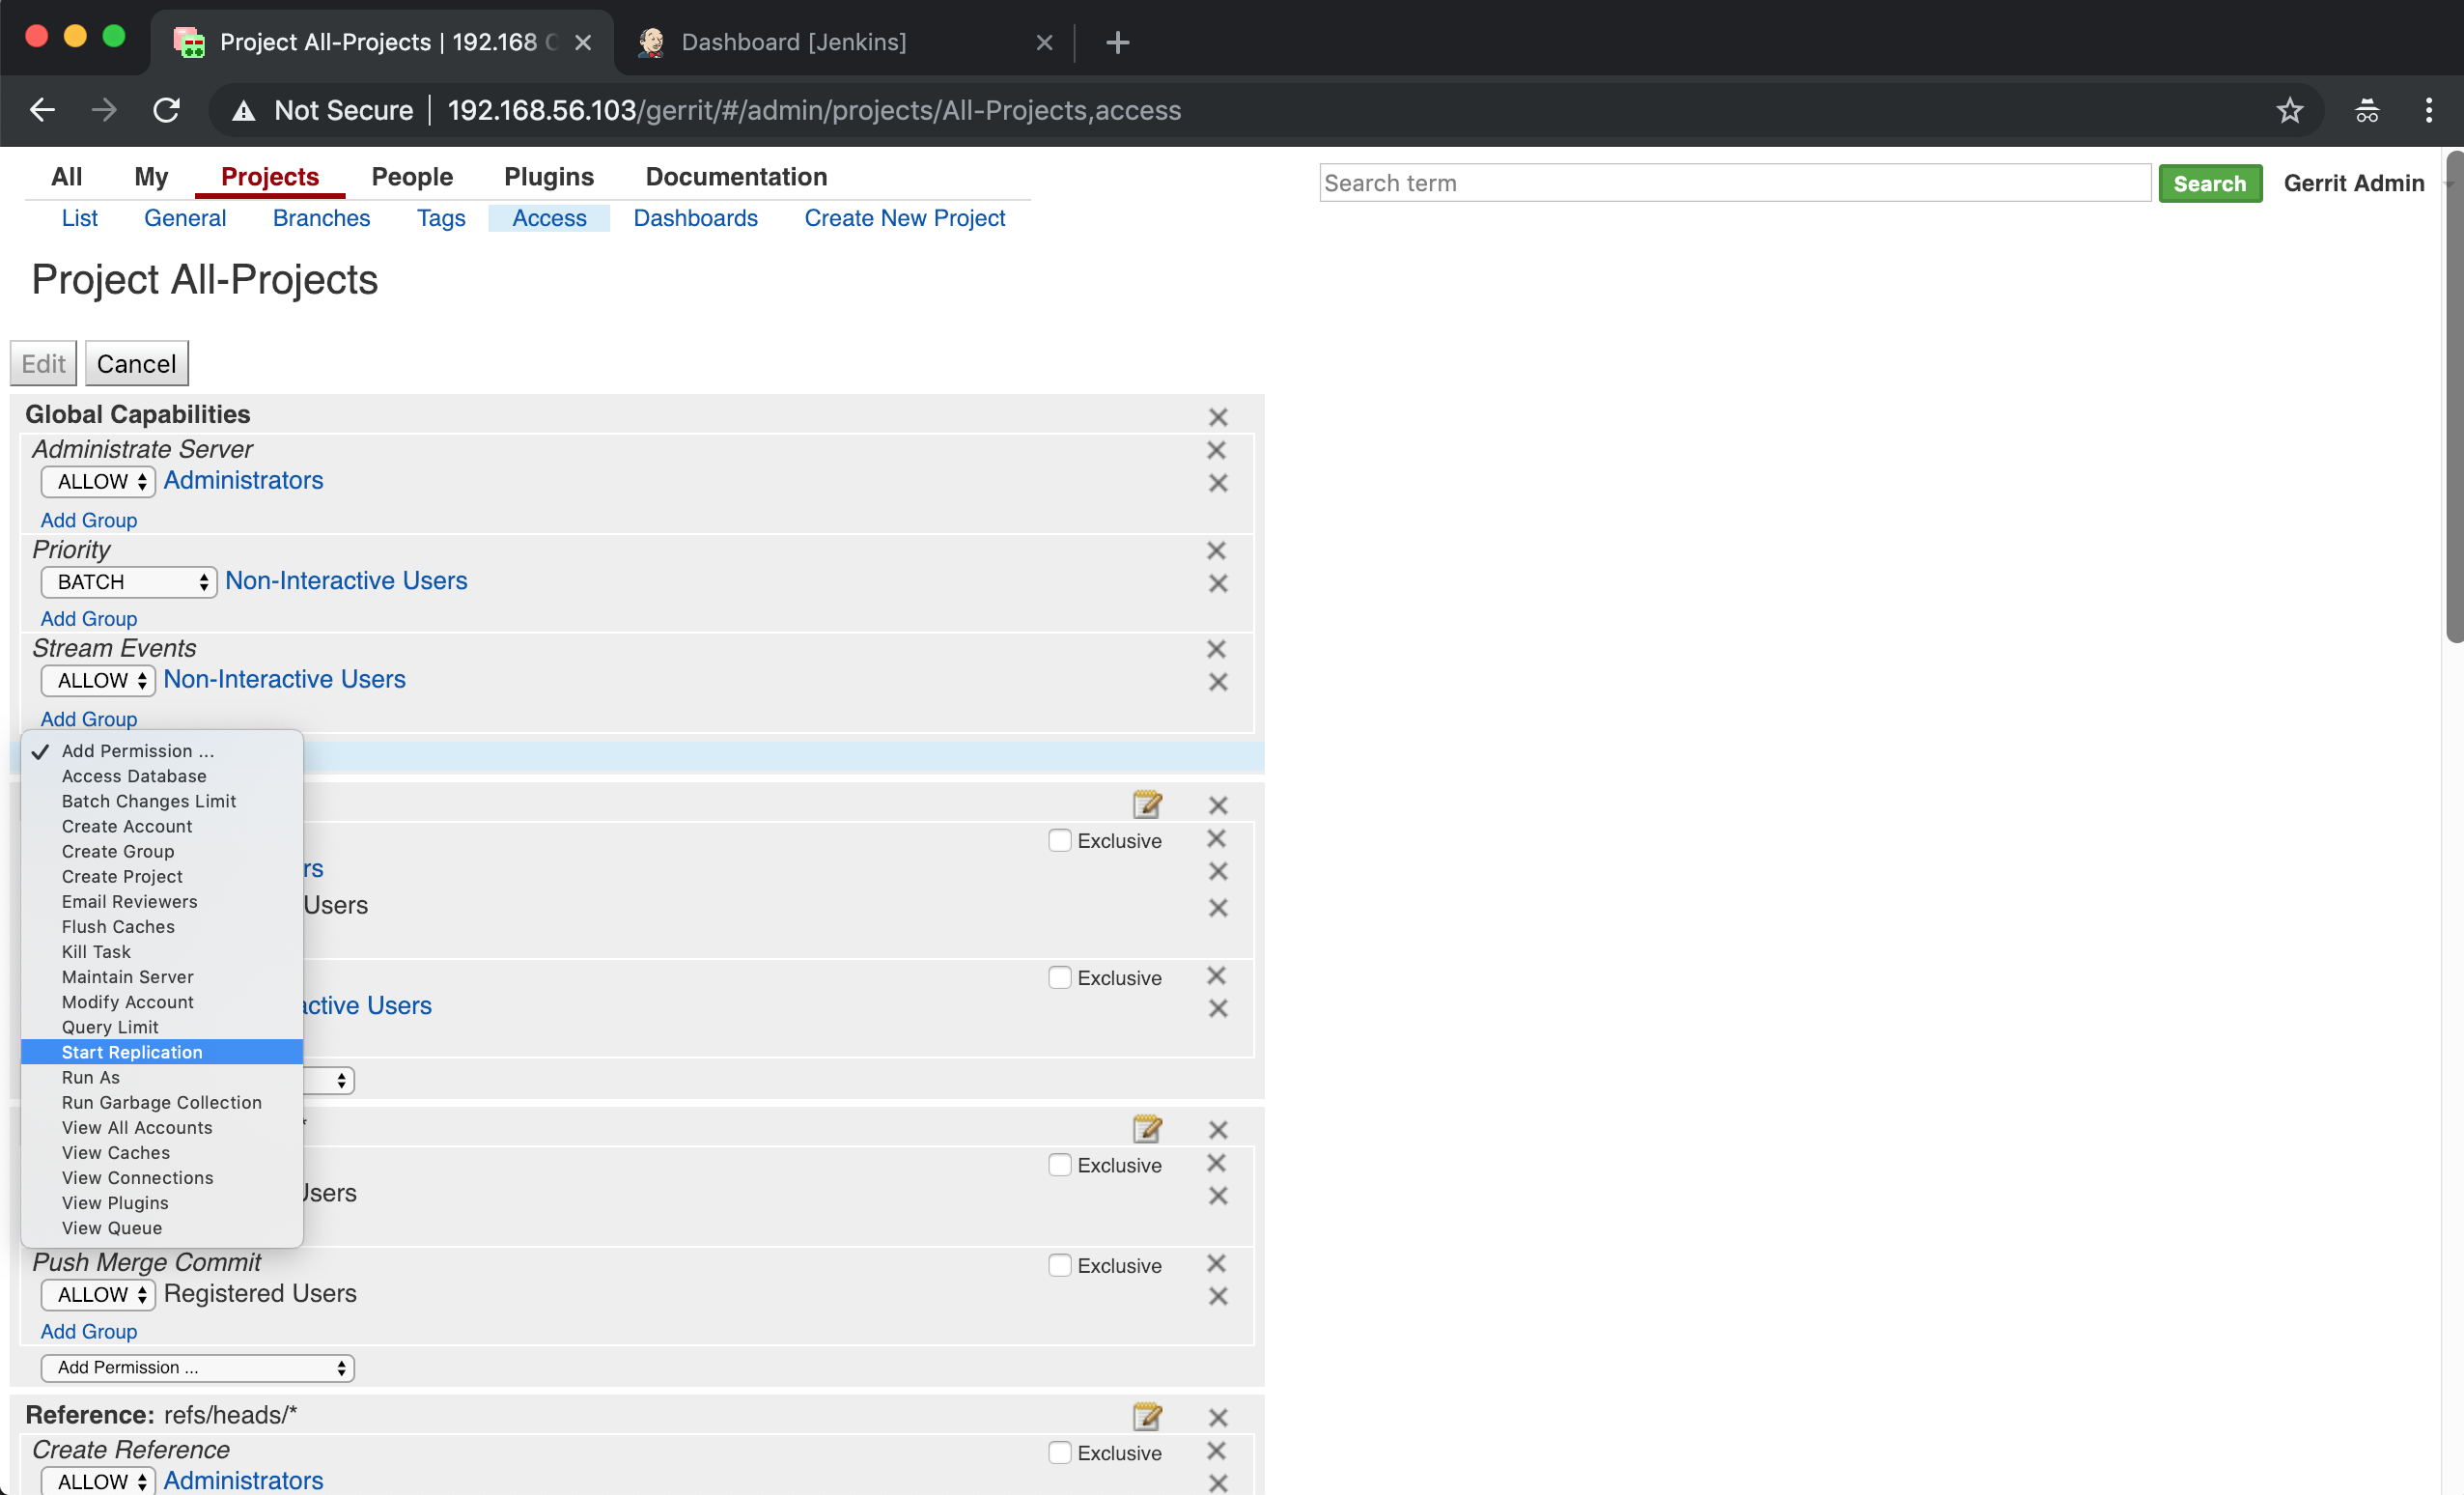 Project All-Projects | 192.168
Dashboard [Jenkins]
Not Secure
192.168.56.103/gerrit/#/admin/projects/All-Projects,access
All My Projects People Plugins Documentation
Search term
Search
Gerrit Admin
List General Branches Tags Access Dashboards Create New Project
Project All-Projects
Edit Cancel
Global Capabilities
Administrate Server
ALLOW Administrators
Add Group
Priority
BATCH Non-Interactive Users
Add Group
Stream Events
ALLOW Non-Interactive Users
Add Group
Add Permission ...
Access Database
Batch Changes Limit
Create Account
Create Group
Create Project
Email Reviewers
Flush Caches
Kill Task
Maintain Server
Modify Account
Query Limit
Start Replication
Run As
Run Garbage Collection
View All Accounts
View Caches
View Connections
View Plugins
View Queue
Exclusive
rs
Users
Exclusive
active Users
Exclusive
Users
Push Merge Commit
Exclusive
ALLOW Registered Users
Add Group
Add Permission ...
Reference: refs/heads/*
Create Reference
Exclusive
ALLOW Administrators